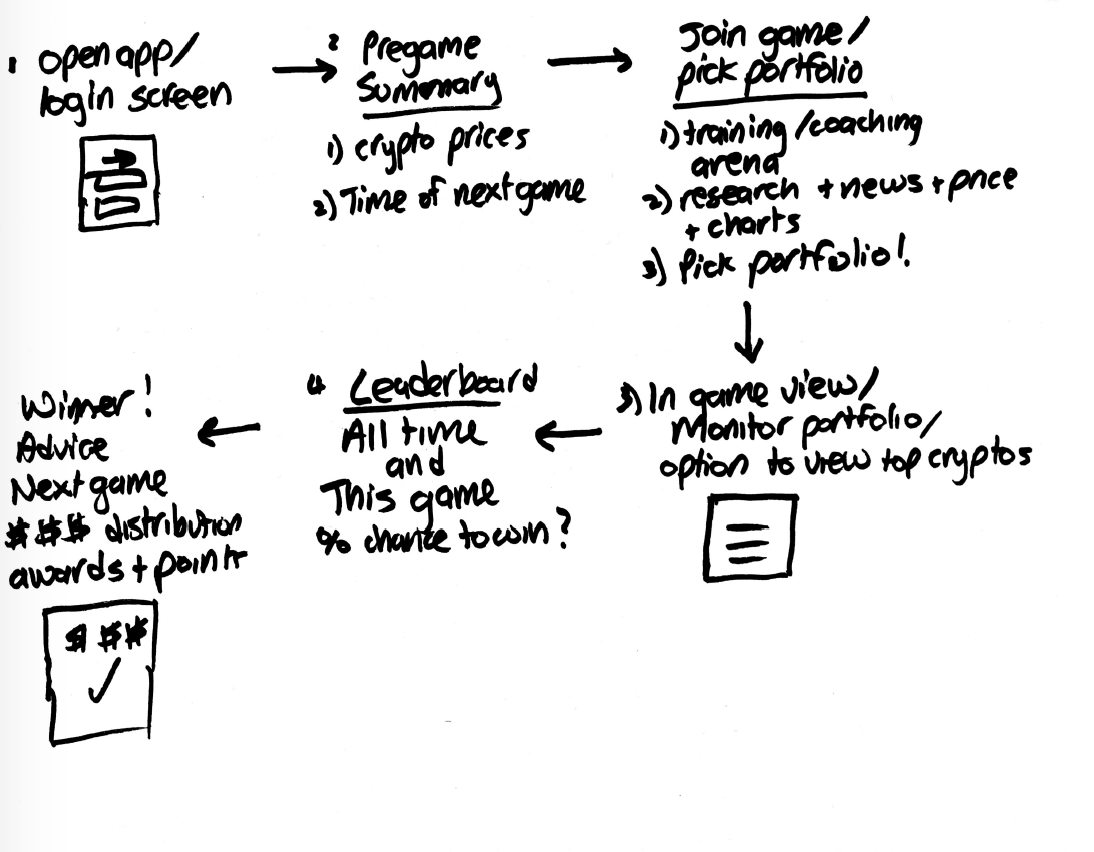 1 open app/
login screen
2 Pregame
Summary
1) crypto prices
2) Time of next game
Join game/
pick portfolio
1) training/coaching
arena
2) research + news + price
+ charts
3) Pick portfolio!
3) In game view/
Monitor portfolio/
option to view top cryptos
4 Leaderboard
All time
and
This game
% chance to win?
Winner!
Advice
Next game
$$$ distribution
awards + points
$$$